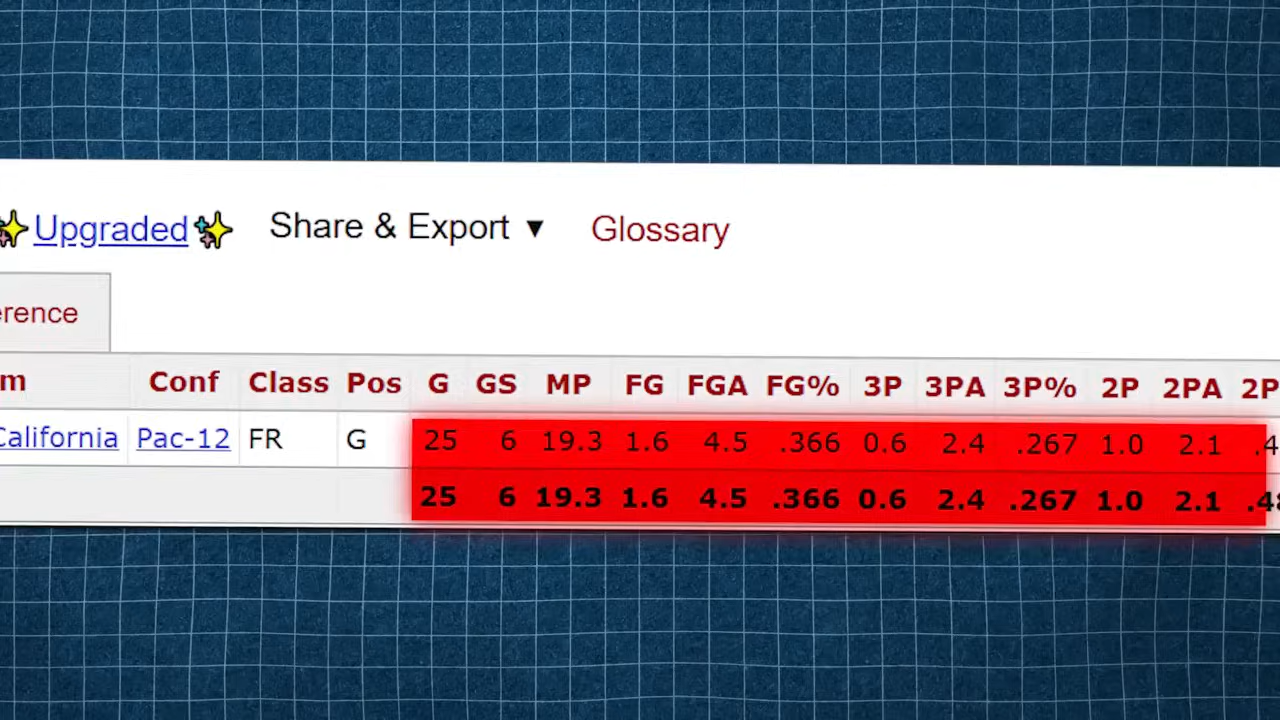 Upgraded Share & Export ▼ Glossary
erence
m Conf Class Pos G GS MP FG FGA FG% 3P 3PA 3P% 2P 2PA 2P
California Pac-12 FR G 25 6 19.3 1.6 4.5 .366 0.6 2.4 .267 1.0 2.1 .4
25 6 19.3 1.6 4.5 .366 0.6 2.4 .267 1.0 2.1 .48